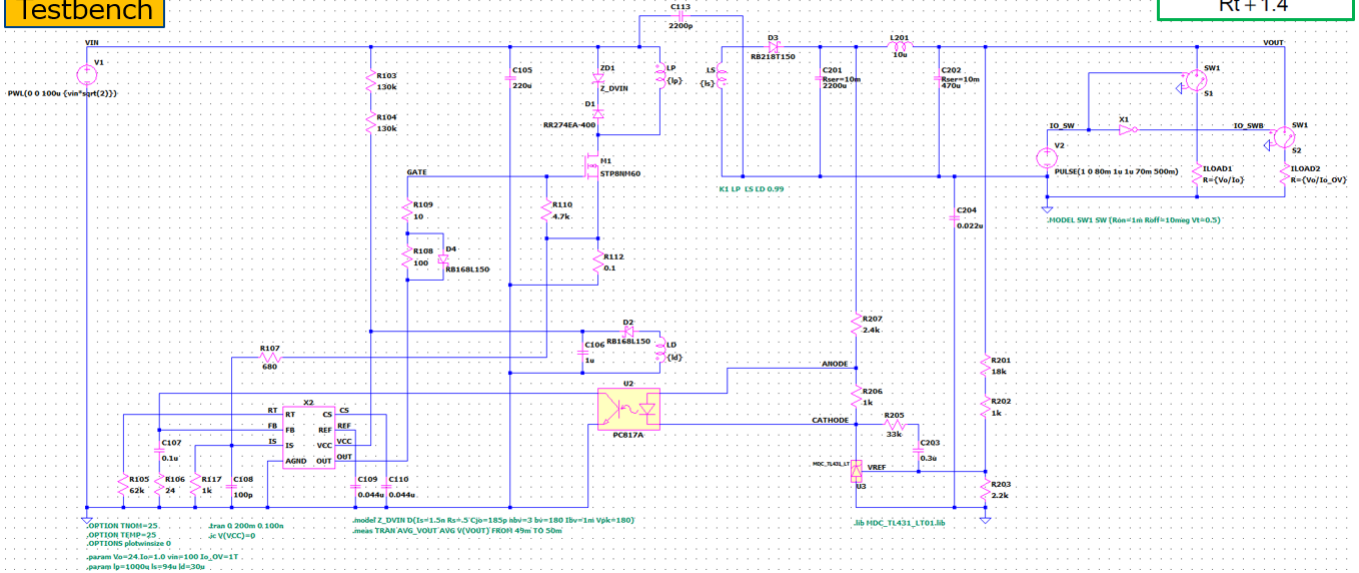 Testbench
Rt + 1.4
C113
2200p
VIN
V1
PWL(0 0 100u {vin*sqrt(2)})
R103
130k
R104
130k
C105
220u
ZD1
Z_DVIN
D1
RR274EA-400
LP
{lp}
LS
{ls}
D3
RB218T150
C201
Rser=10m
2200u
L201
10u
C202
Rser=10m
470u
VOUT
SW1
S1
IO_SW
X1
IO_SWB
SW1
S2
V2
PULSE(1 0 80m 1u 1u 70m 500m)
ILOAD1
R={Vo/Io}
ILOAD2
R={Vo/Io_OV}
.MODEL SW1 SW (Ron=1m Roff=10meg Vt=0.5)
M1
STP8NM60
K1 LP LS LD 0.99
GATE
R109
10
R110
4.7k
R108
100
D4
RB168L150
R112
0.1
C204
0.022u
D2
RB168L150
C106
1u
LD
{ld}
R107
680
R207
2.4k
ANODE
R206
1k
R201
18k
R202
1k
U2
PC817A
CATHODE
R205
33k
C203
0.3u
MDC_TL431_LT
VREF
U3
R203
2.2k
X2
RT
RT
CS
CS
FB
FB
REF
REF
IS
IS
VCC
VCC
AGND
OUT
OUT
C107
0.1u
R105
62k
R106
24
R117
1k
C108
100p
C109
0.044u
C110
0.044u
.OPTION TNOM=25
.OPTION TEMP=25
.OPTIONS plotwinsize 0
.tran 0 200m 0 100n
.ic V(VCC)=0
.model Z_DVIN D(Is=1.5n Rs=.5 Cjo=185p nbv=3 bv=180 Ibv=1m Vpk=180)
.meas TRAN AVG_VOUT AVG V(VOUT) FROM 49m TO 50m
.lib MDC_TL431_LT01.lib
.param Vo=24 Io=1.0 vin=100 Io_OV=1T
.param lp=1000u ls=94u ld=30u